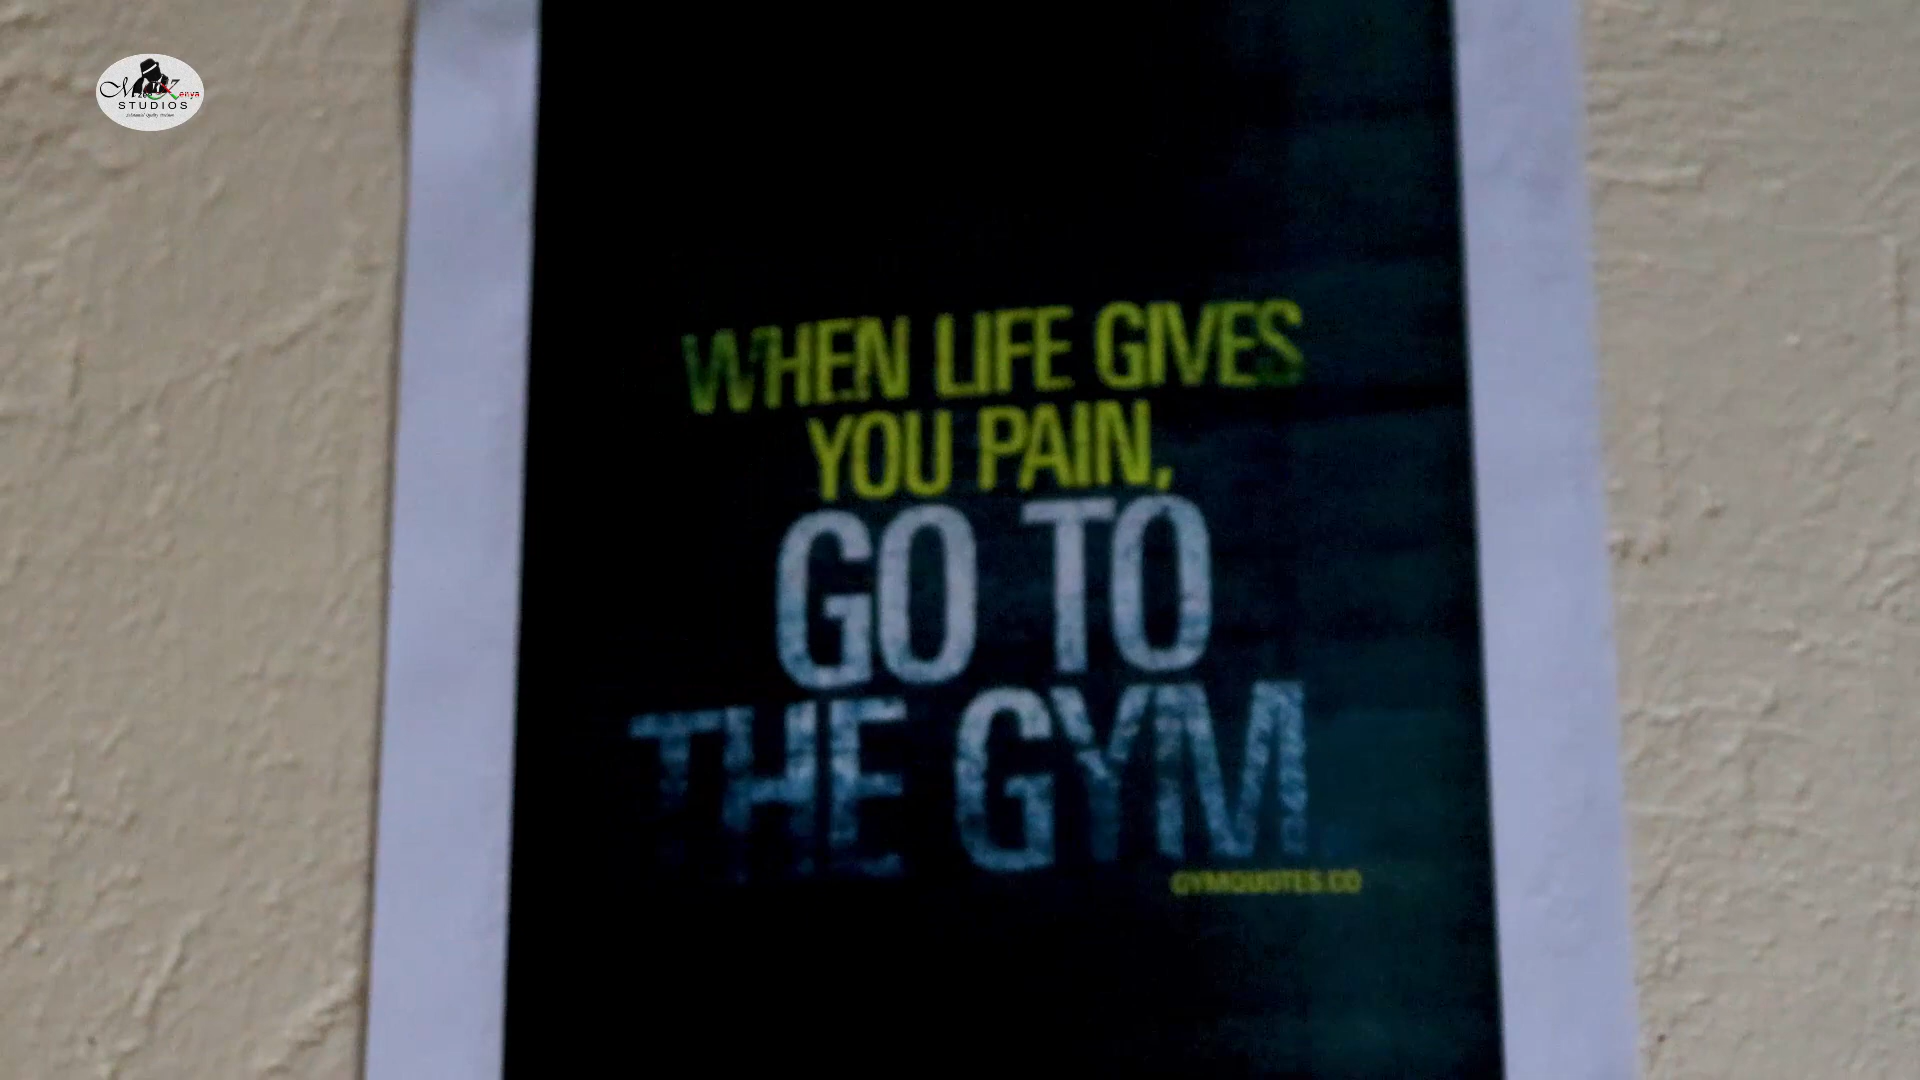 STUDIOS
WHEN LIFE GIVES
YOU PAIN,
GO TO
THE GYM
GYMQUOTES.CO